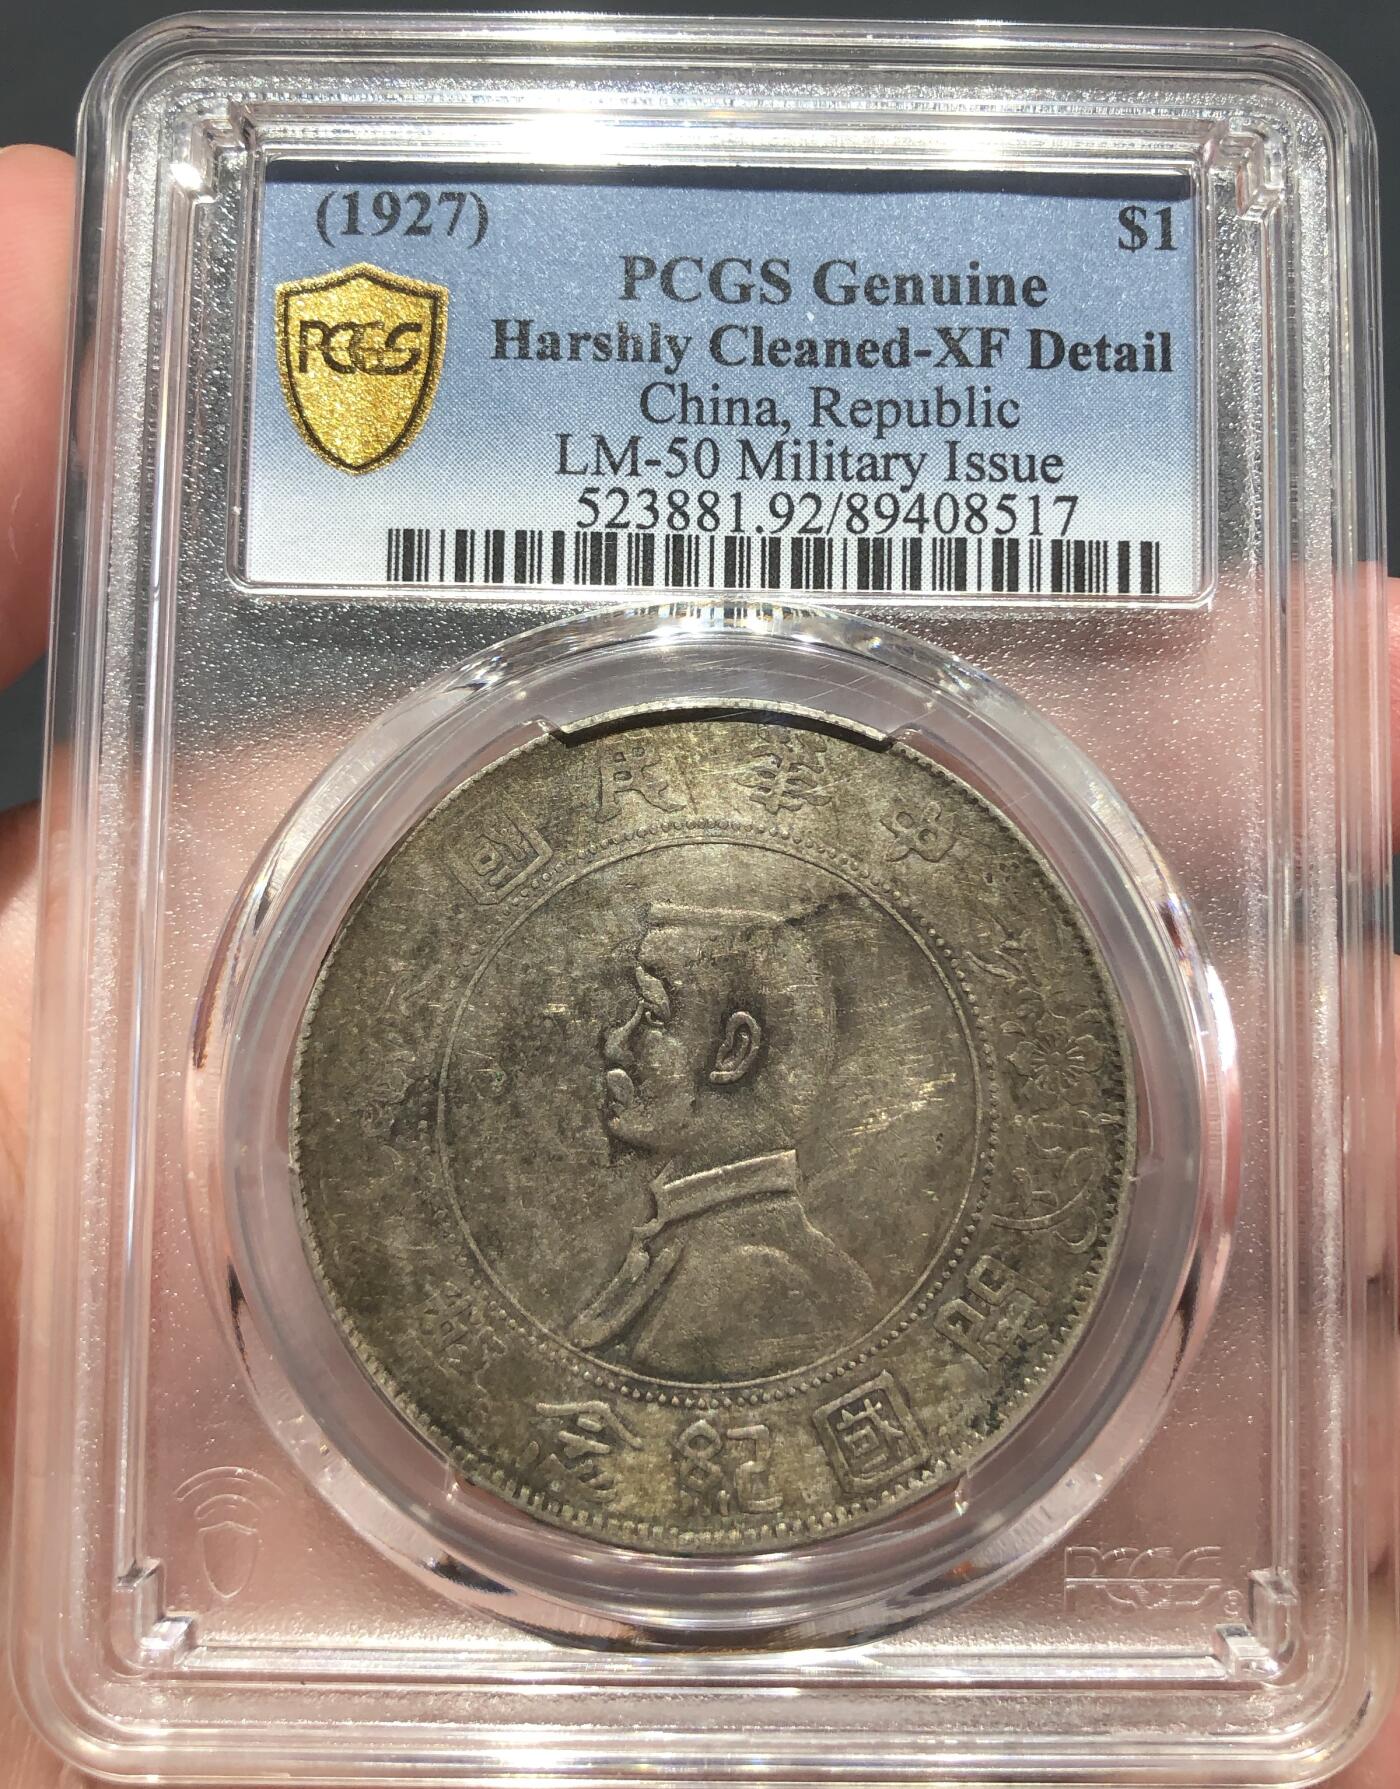 (1927) $1
PCGS
PCGS Genuine
Harshly Cleaned-XF Detail
China, Republic
LM-50 Military Issue
523881.92/89408517
中華民國
開國紀念幣
PCGS